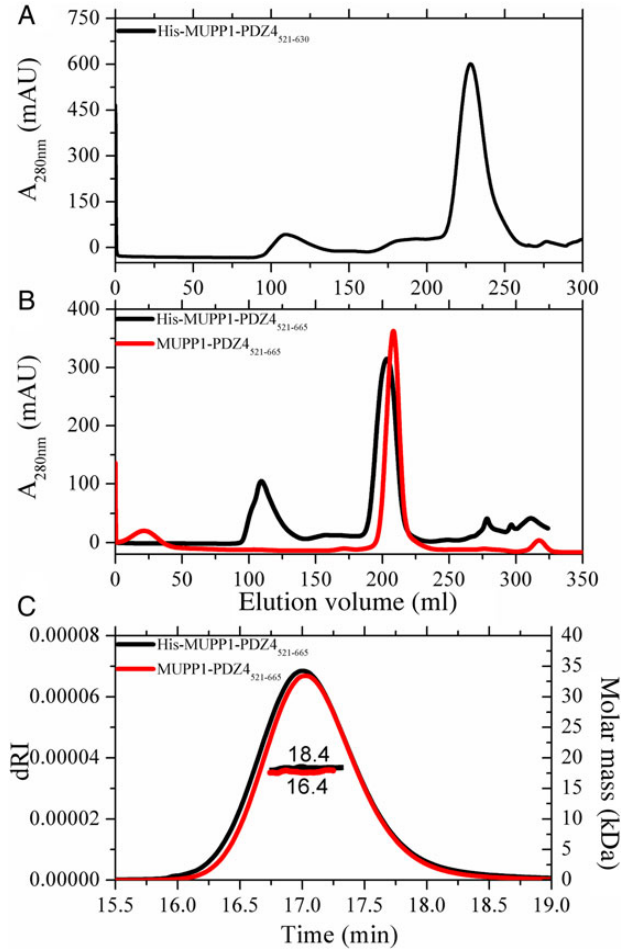 A
His-MUPP1-PDZ4521-630
A280nm (mAU)
750
600
450
300
150
0
0 50 100 150 200 250 300
B
His-MUPP1-PDZ4521-665
MUPP1-PDZ4521-665
A280nm (mAU)
400
300
200
100
0
0 50 100 150 200 250 300 350
Elution volume (ml)
C
His-MUPP1-PDZ4521-665
MUPP1-PDZ4521-665
dRI
0.00008
0.00006
0.00004
0.00002
0.00000
18.4
16.4
40
35
30
25
20
15
10
5
0
Molar mass (kDa)
15.5 16.0 16.5 17.0 17.5 18.0 18.5 19.0
Time (min)